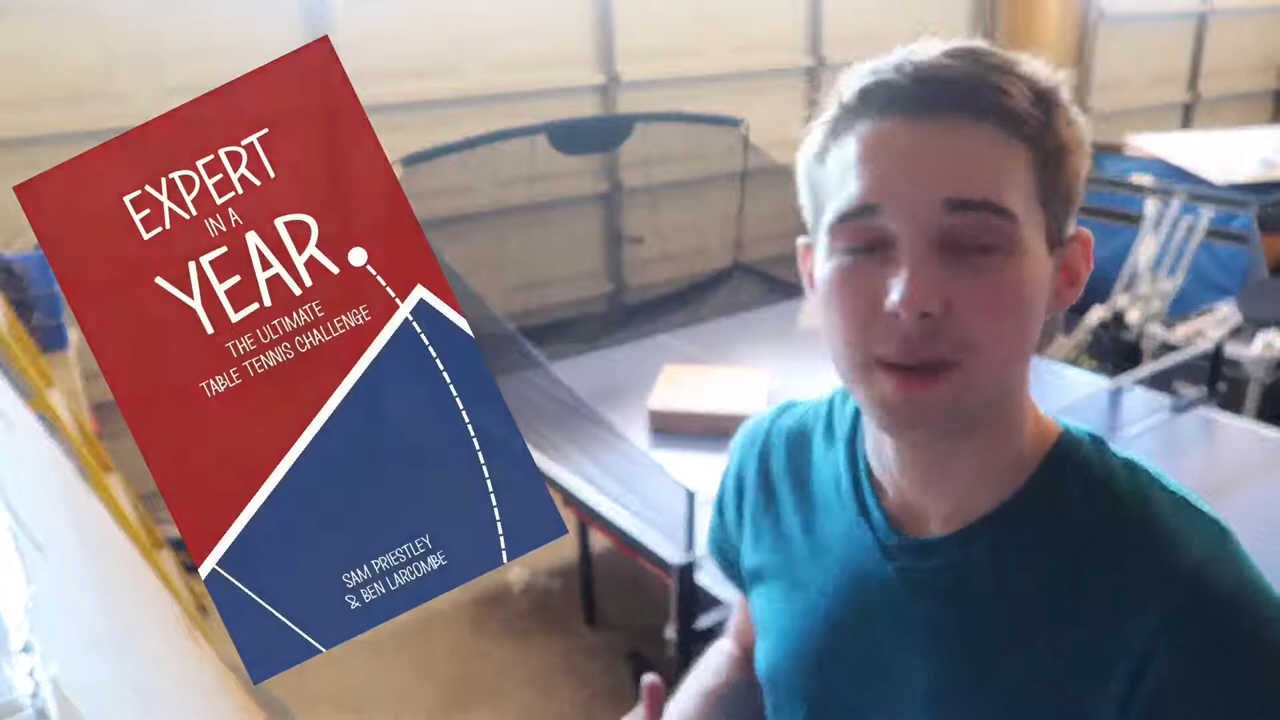 EXPERT
IN A
YEAR
THE ULTIMATE
TABLE TENNIS CHALLENGE
SAM PRIESTLEY
& BEN LARCOMBE